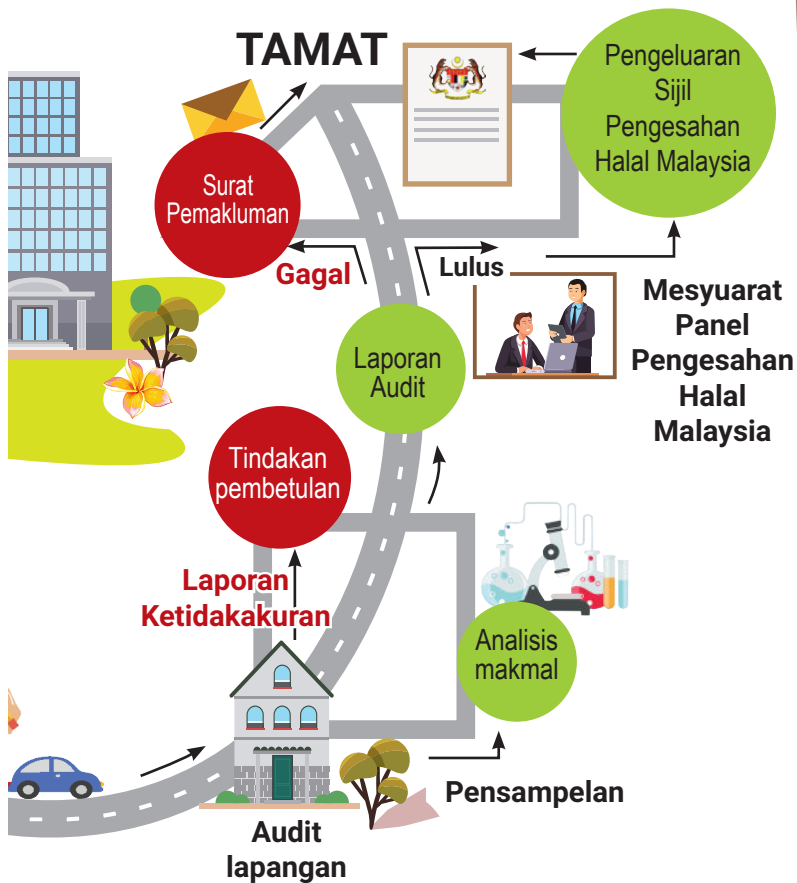 TAMAT
Pengeluaran
Sijil
Pengesahan
Halal Malaysia
Surat
Pemakluman
Gagal
Lulus
Mesyuarat
Panel
Pengesahan
Halal
Malaysia
Laporan
Audit
Tindakan
pembetulan
Laporan
Ketidakakuran
Analisis
makmal
Pensampelan
Audit
lapangan